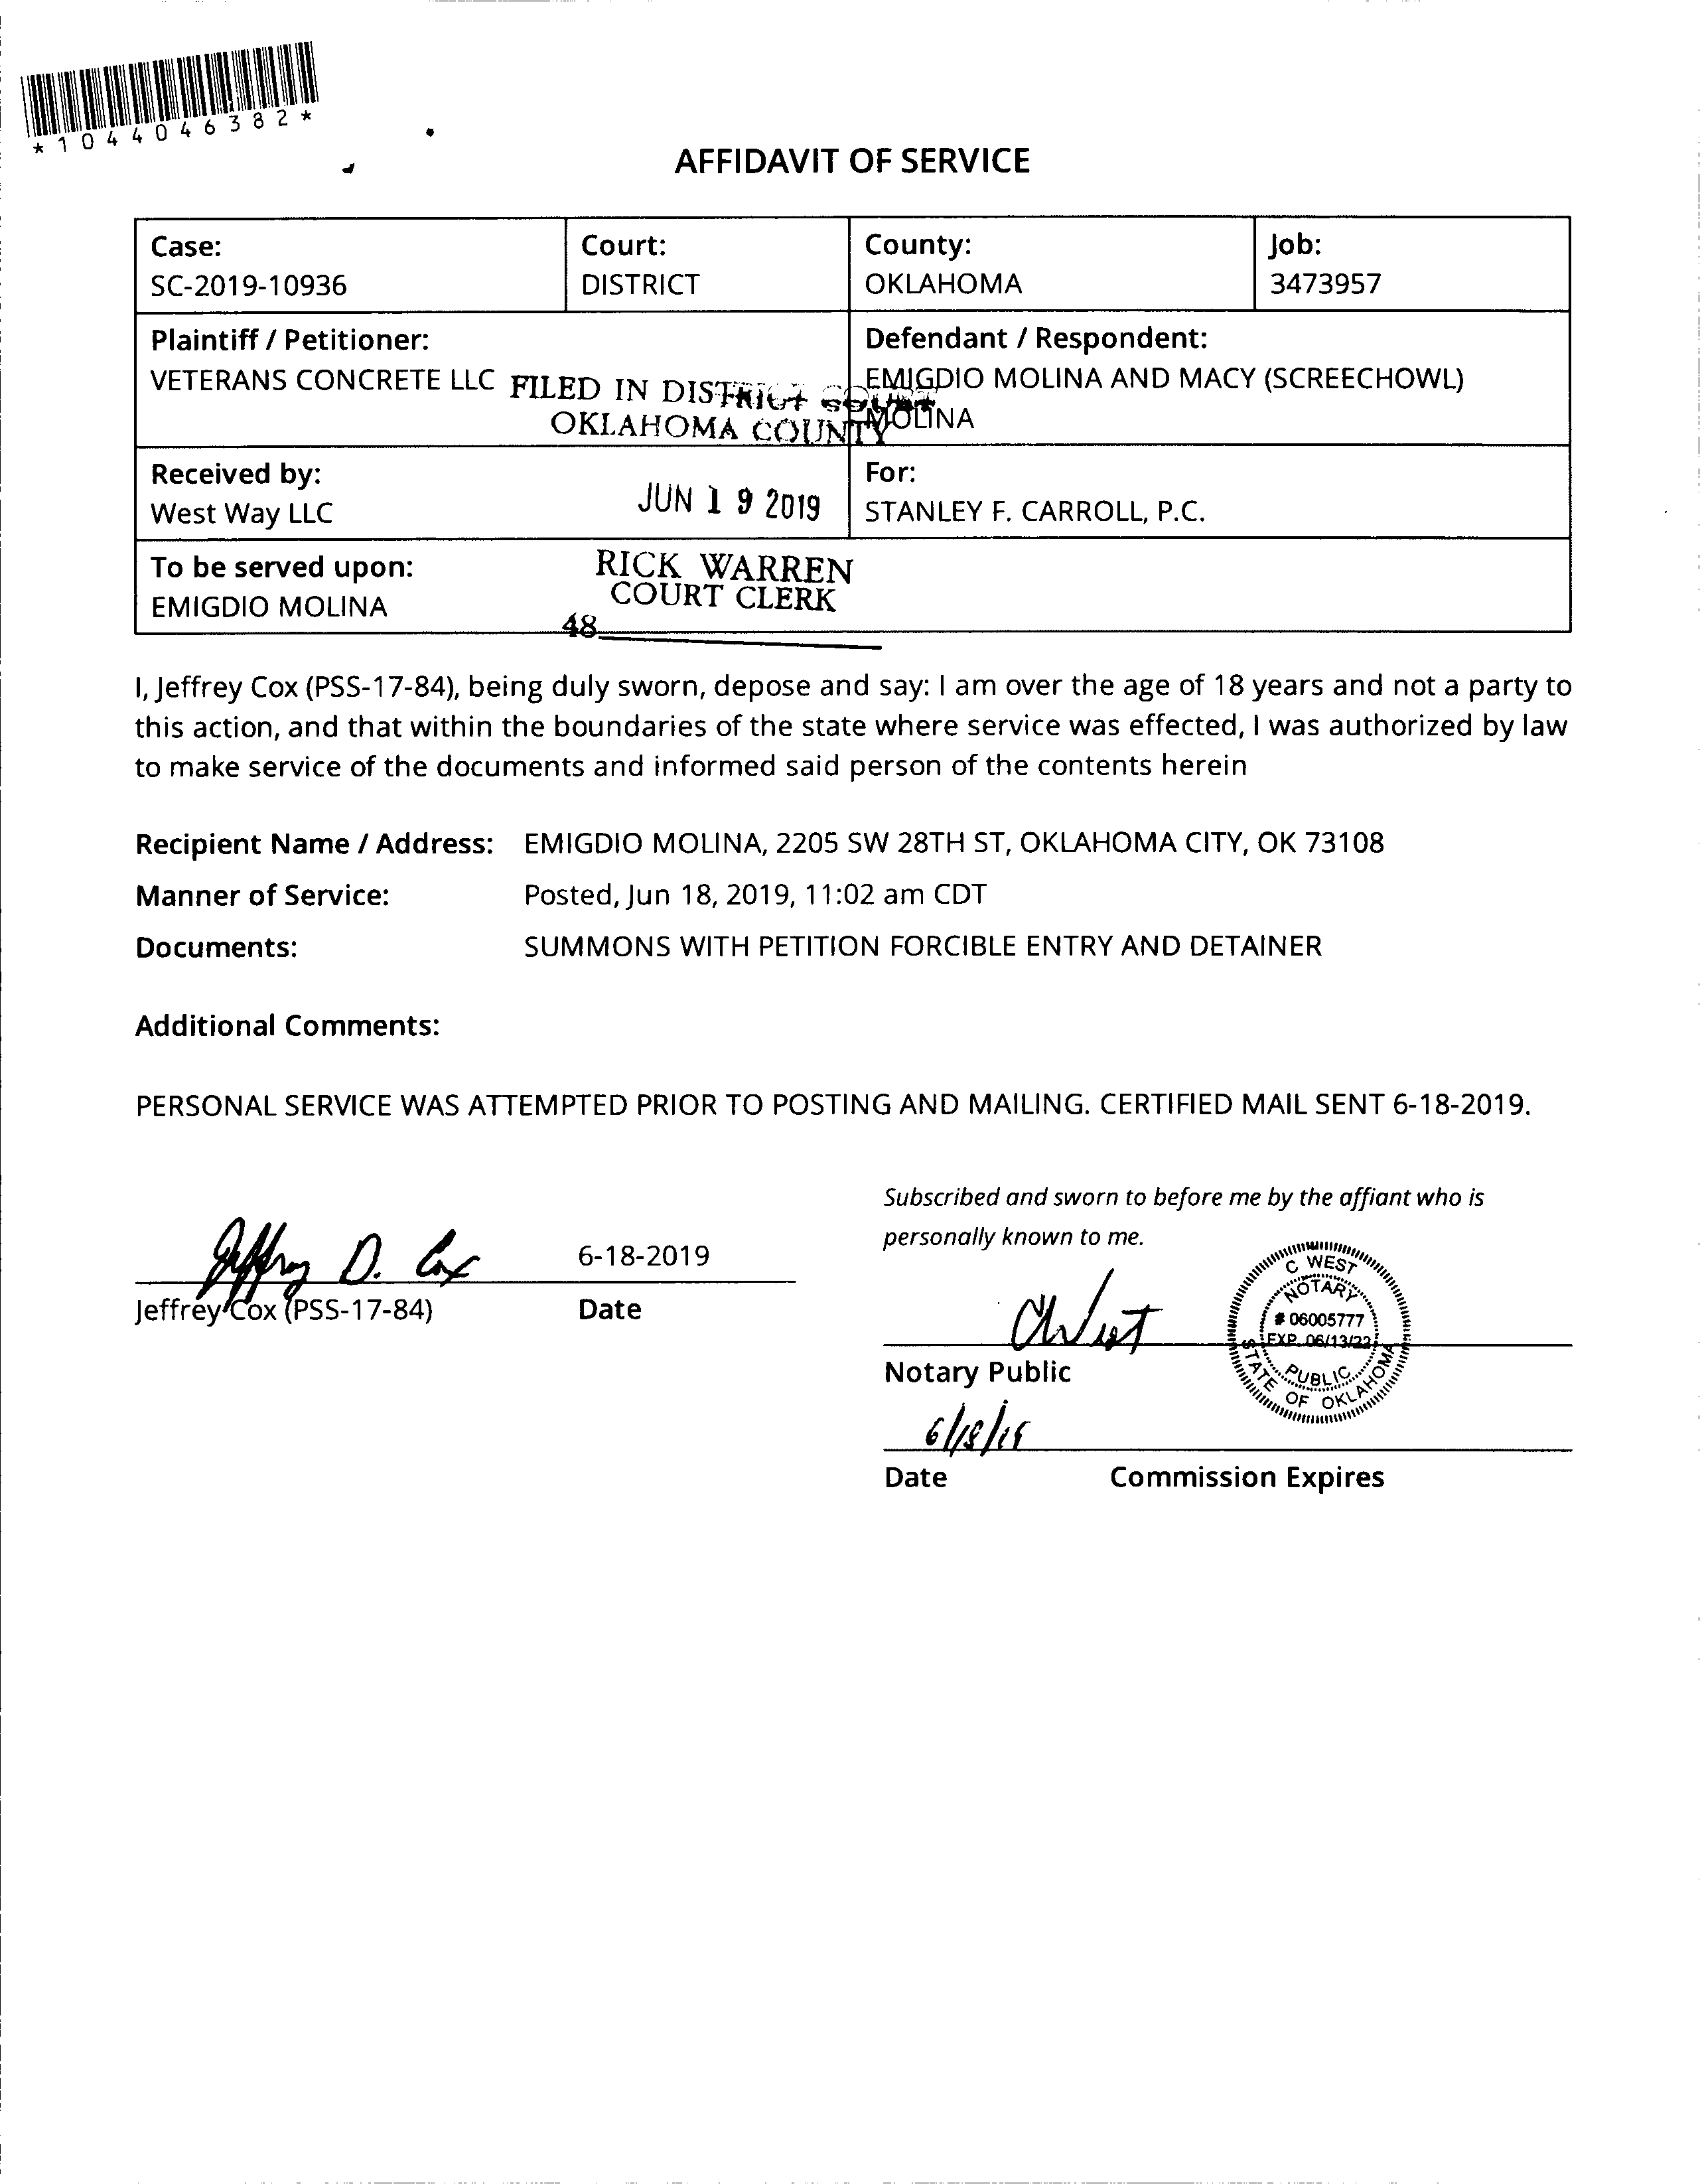 *1044046382*
AFFIDAVIT OF SERVICE
Case:
SC-2019-10936
Court:
DISTRICT
County:
OKLAHOMA
Job:
3473957
Plaintiff / Petitioner:
VETERANS CONCRETE LLC
Defendant / Respondent:
EMIGDIO MOLINA AND MACY (SCREECHOWL)
MOLINA
FILED IN DISTRICT COURT
OKLAHOMA COUNTY
Received by:
West Way LLC
JUN 19 2019
For:
STANLEY F. CARROLL, P.C.
To be served upon:
EMIGDIO MOLINA
RICK WARREN
COURT CLERK
48
I, Jeffrey Cox (PSS-17-84), being duly sworn, depose and say: I am over the age of 18 years and not a party to
this action, and that within the boundaries of the state where service was effected, I was authorized by law
to make service of the documents and informed said person of the contents herein
Recipient Name / Address: EMIGDIO MOLINA, 2205 SW 28TH ST, OKLAHOMA CITY, OK 73108
Manner of Service: Posted, Jun 18, 2019, 11:02 am CDT
Documents: SUMMONS WITH PETITION FORCIBLE ENTRY AND DETAINER
Additional Comments:
PERSONAL SERVICE WAS ATTEMPTED PRIOR TO POSTING AND MAILING. CERTIFIED MAIL SENT 6-18-2019.
Jeffrey D. Cox
6-18-2019
Jeffrey Cox (PSS-17-84)
Date
Subscribed and sworn to before me by the affiant who is
personally known to me.
C West
C WEST
NOTARY
# 06005777
EXP. 06/13/22
PUBLIC
STATE OF OKLAHOMA
Notary Public
6/18/19
Date Commission Expires